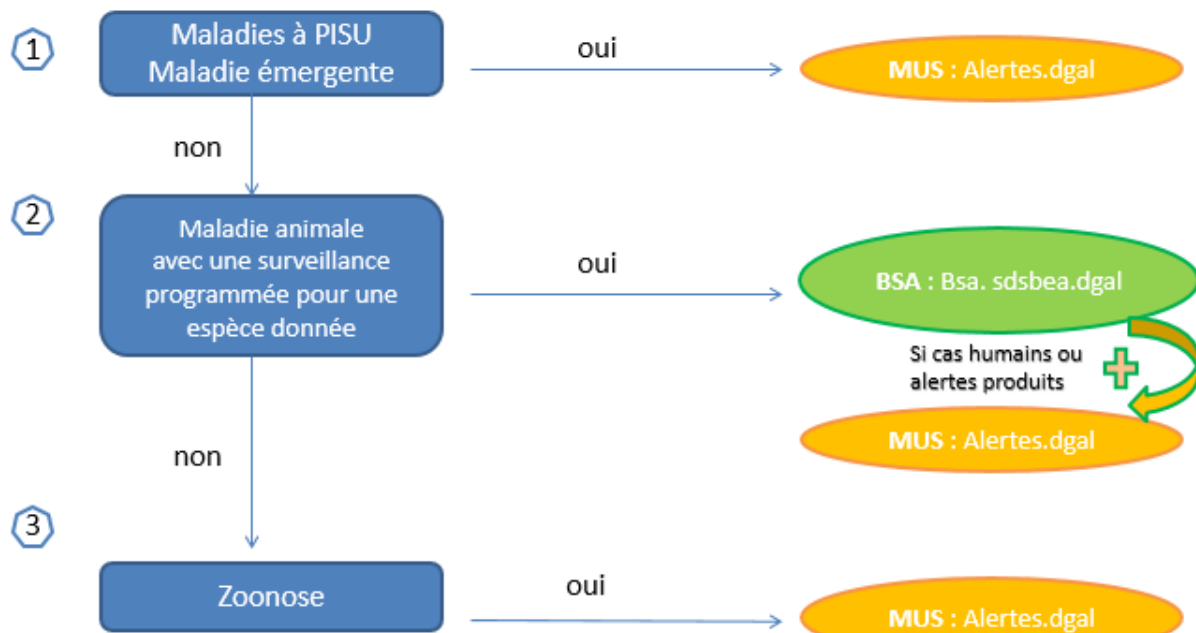 1
Maladies à PISU
Maladie émergente
oui
MUS : Alertes.dgal
non
2
Maladie animale
avec une surveillance
programmée pour une
espèce donnée
oui
BSA : Bsa. sdsbea.dgal
Si cas humains ou
alertes produits
MUS : Alertes.dgal
non
3
Zoonose
oui
MUS : Alertes.dgal